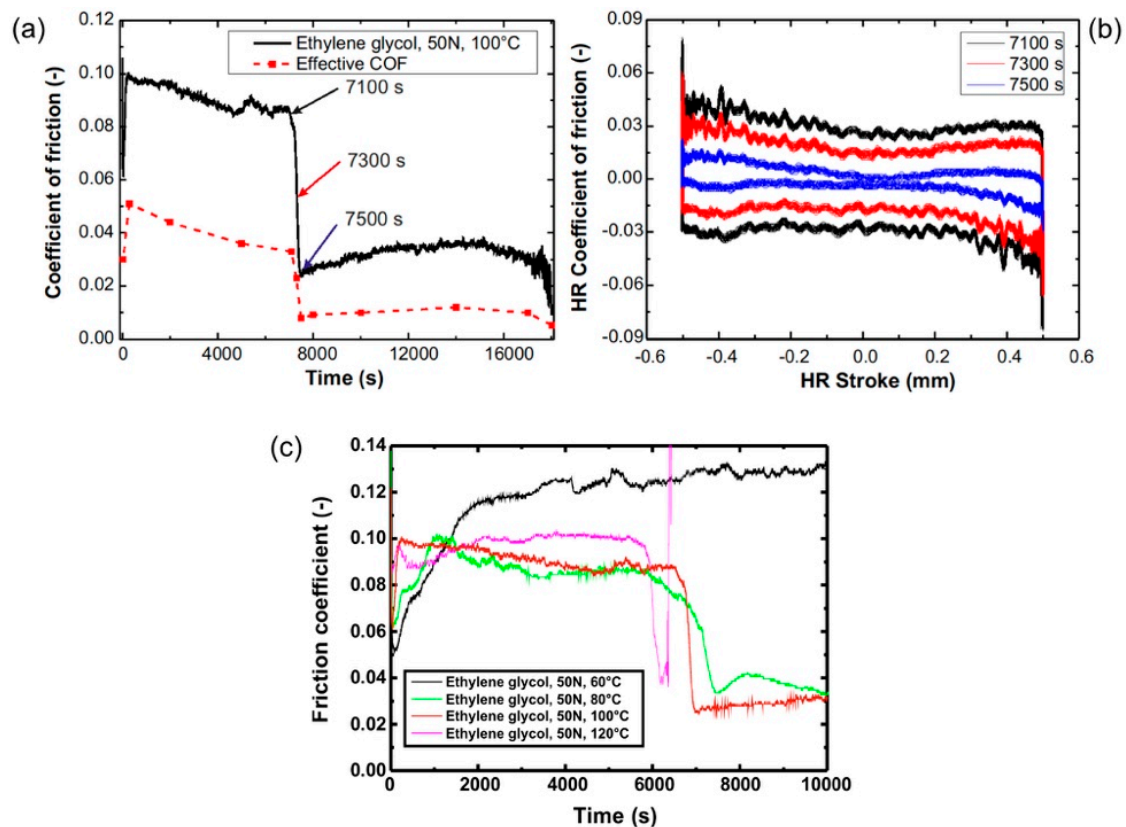 (a)
Coefficient of friction (-)
0.12
0.10
0.08
0.06
0.04
0.02
0.00
Ethylene glycol, 50N, 100°C
Effective COF
7100 s
7300 s
7500 s
0 4000 8000 12000 16000
Time (s)
(b)
HR Coefficient of friction (-)
0.09
0.06
0.03
0.00
-0.03
-0.06
-0.09
7100 s
7300 s
7500 s
-0.6 -0.4 -0.2 0.0 0.2 0.4 0.6
HR Stroke (mm)
(c)
Friction coefficient (-)
0.14
0.12
0.10
0.08
0.06
0.04
0.02
0.00
Ethylene glycol, 50N, 60°C
Ethylene glycol, 50N, 80°C
Ethylene glycol, 50N, 100°C
Ethylene glycol, 50N, 120°C
0 2000 4000 6000 8000 10000
Time (s)